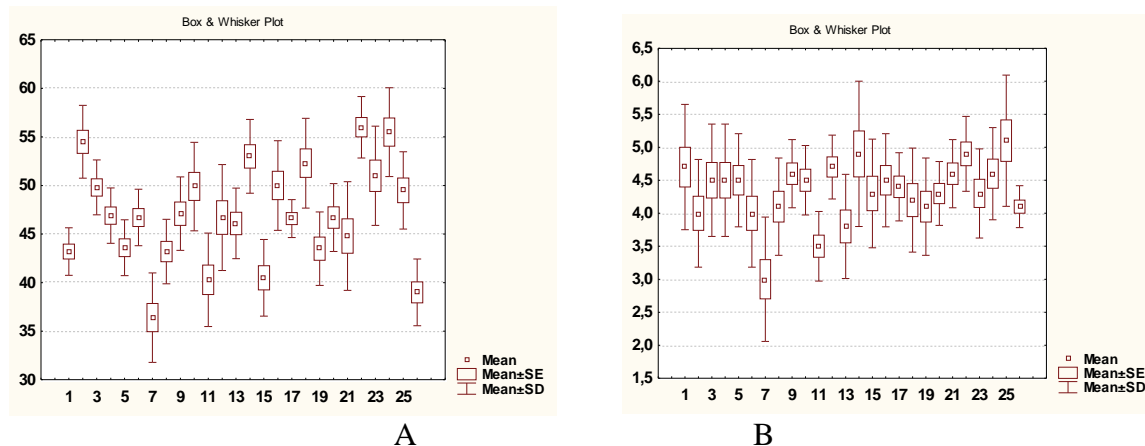 Box & Whisker Plot
65
60
55
50
45
40
35
30
1 3 5 7 9 11 13 15 17 19 21 23 25
Mean
Mean±SE
Mean±SD
A
Box & Whisker Plot
6,5
6,0
5,5
5,0
4,5
4,0
3,5
3,0
2,5
2,0
1,5
1 3 5 7 9 11 13 15 17 19 21 23 25
Mean
Mean±SE
Mean±SD
B